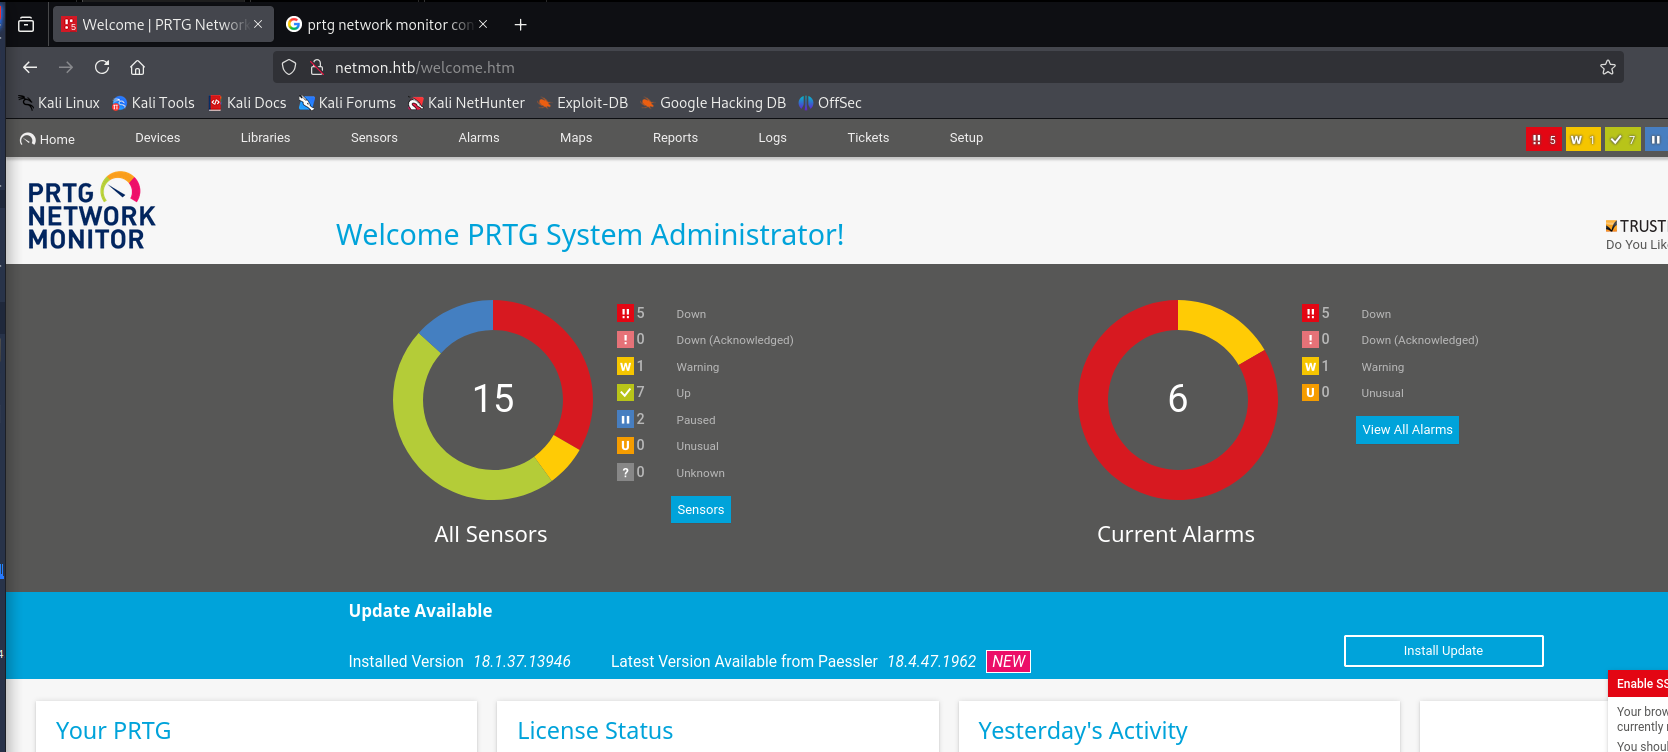 Welcome | PRTG Network
prtg network monitor con
netmon.htb/welcome.htm
Kali Linux Kali Tools Kali Docs Kali Forums Kali NetHunter Exploit-DB Google Hacking DB OffSec
Home Devices Libraries Sensors Alarms Maps Reports Logs Tickets Setup
!! 5 W 1 7
PRTG
NETWORK
MONITOR
Welcome PRTG System Administrator!
TRUST
Do You Lik
15
!! 5 Down
! 0 Down (Acknowledged)
W 1 Warning
7 Up
2 Paused
U 0 Unusual
? 0 Unknown
Sensors
All Sensors
6
!! 5 Down
! 0 Down (Acknowledged)
W 1 Warning
U 0 Unusual
View All Alarms
Current Alarms
Update Available
Installed Version 18.1.37.13946 Latest Version Available from Paessler 18.4.47.1962 NEW
Install Update
Enable SS
Your brow
currently
You shou
Your PRTG
License Status
Yesterday's Activity